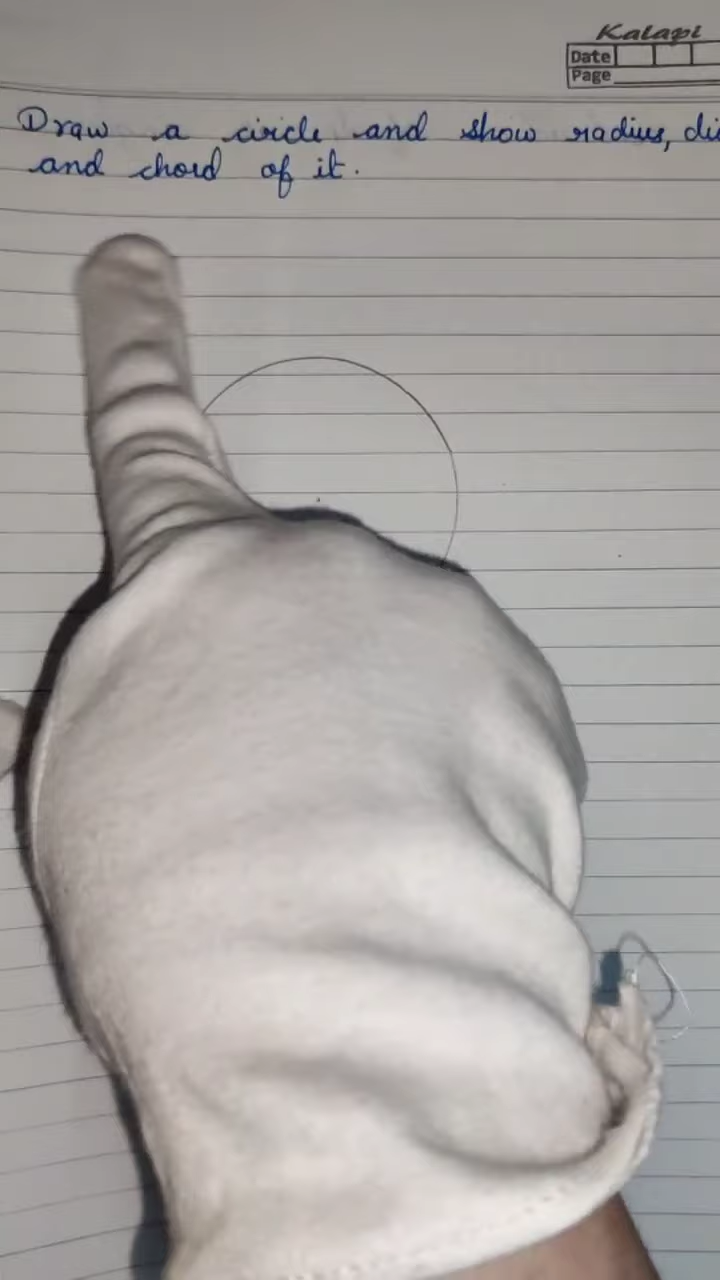 Kalapi
Date
Page
Draw a circle and show radius,
and chord of it.